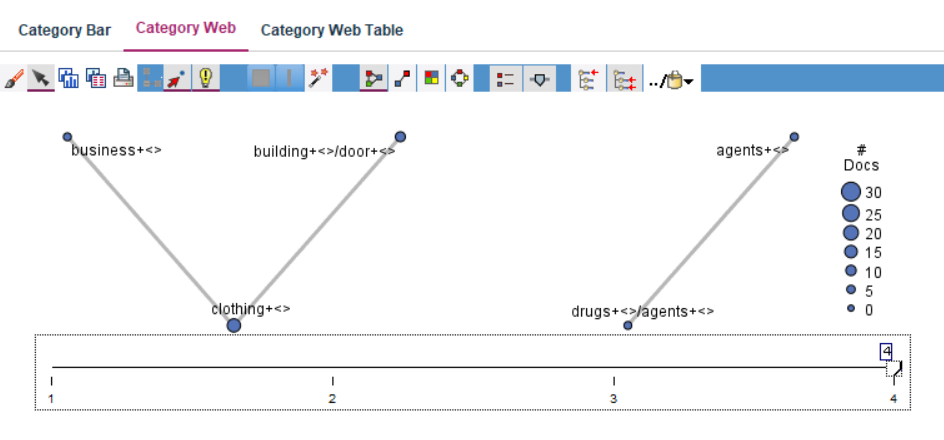 Category Bar Category Web Category Web Table
../
business+<>
building+<>/door+<>
agents+<>
# Docs
30
25
20
15
10
5
0
clothing+<>
drugs+<>/agents+<>
4
1 2 3 4